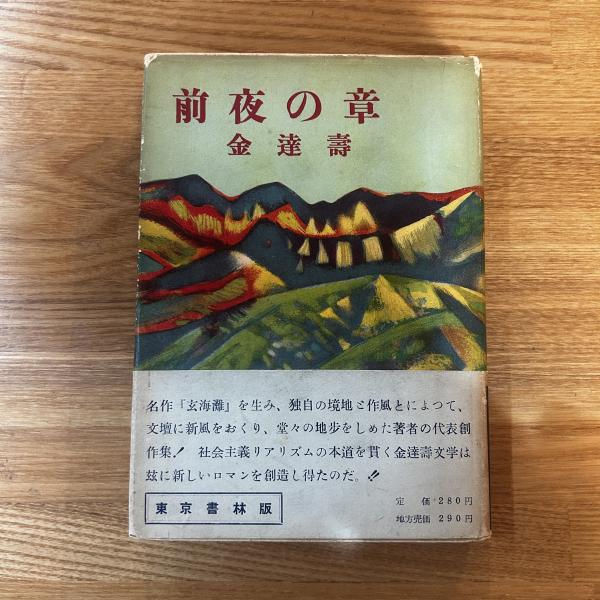 前夜の章
金達壽
名作『玄海灘』を生み、独自の境地と作風とによつて、
文壇に新風をおくり、堂々の地歩をしめた著者の代表創
作集！　社会主義リアリズムの本道を貫く金達壽文学は
玆に新しいロマンを創造し得たのだ。!!
東京書林版
定　価　280円
地方売価　290円